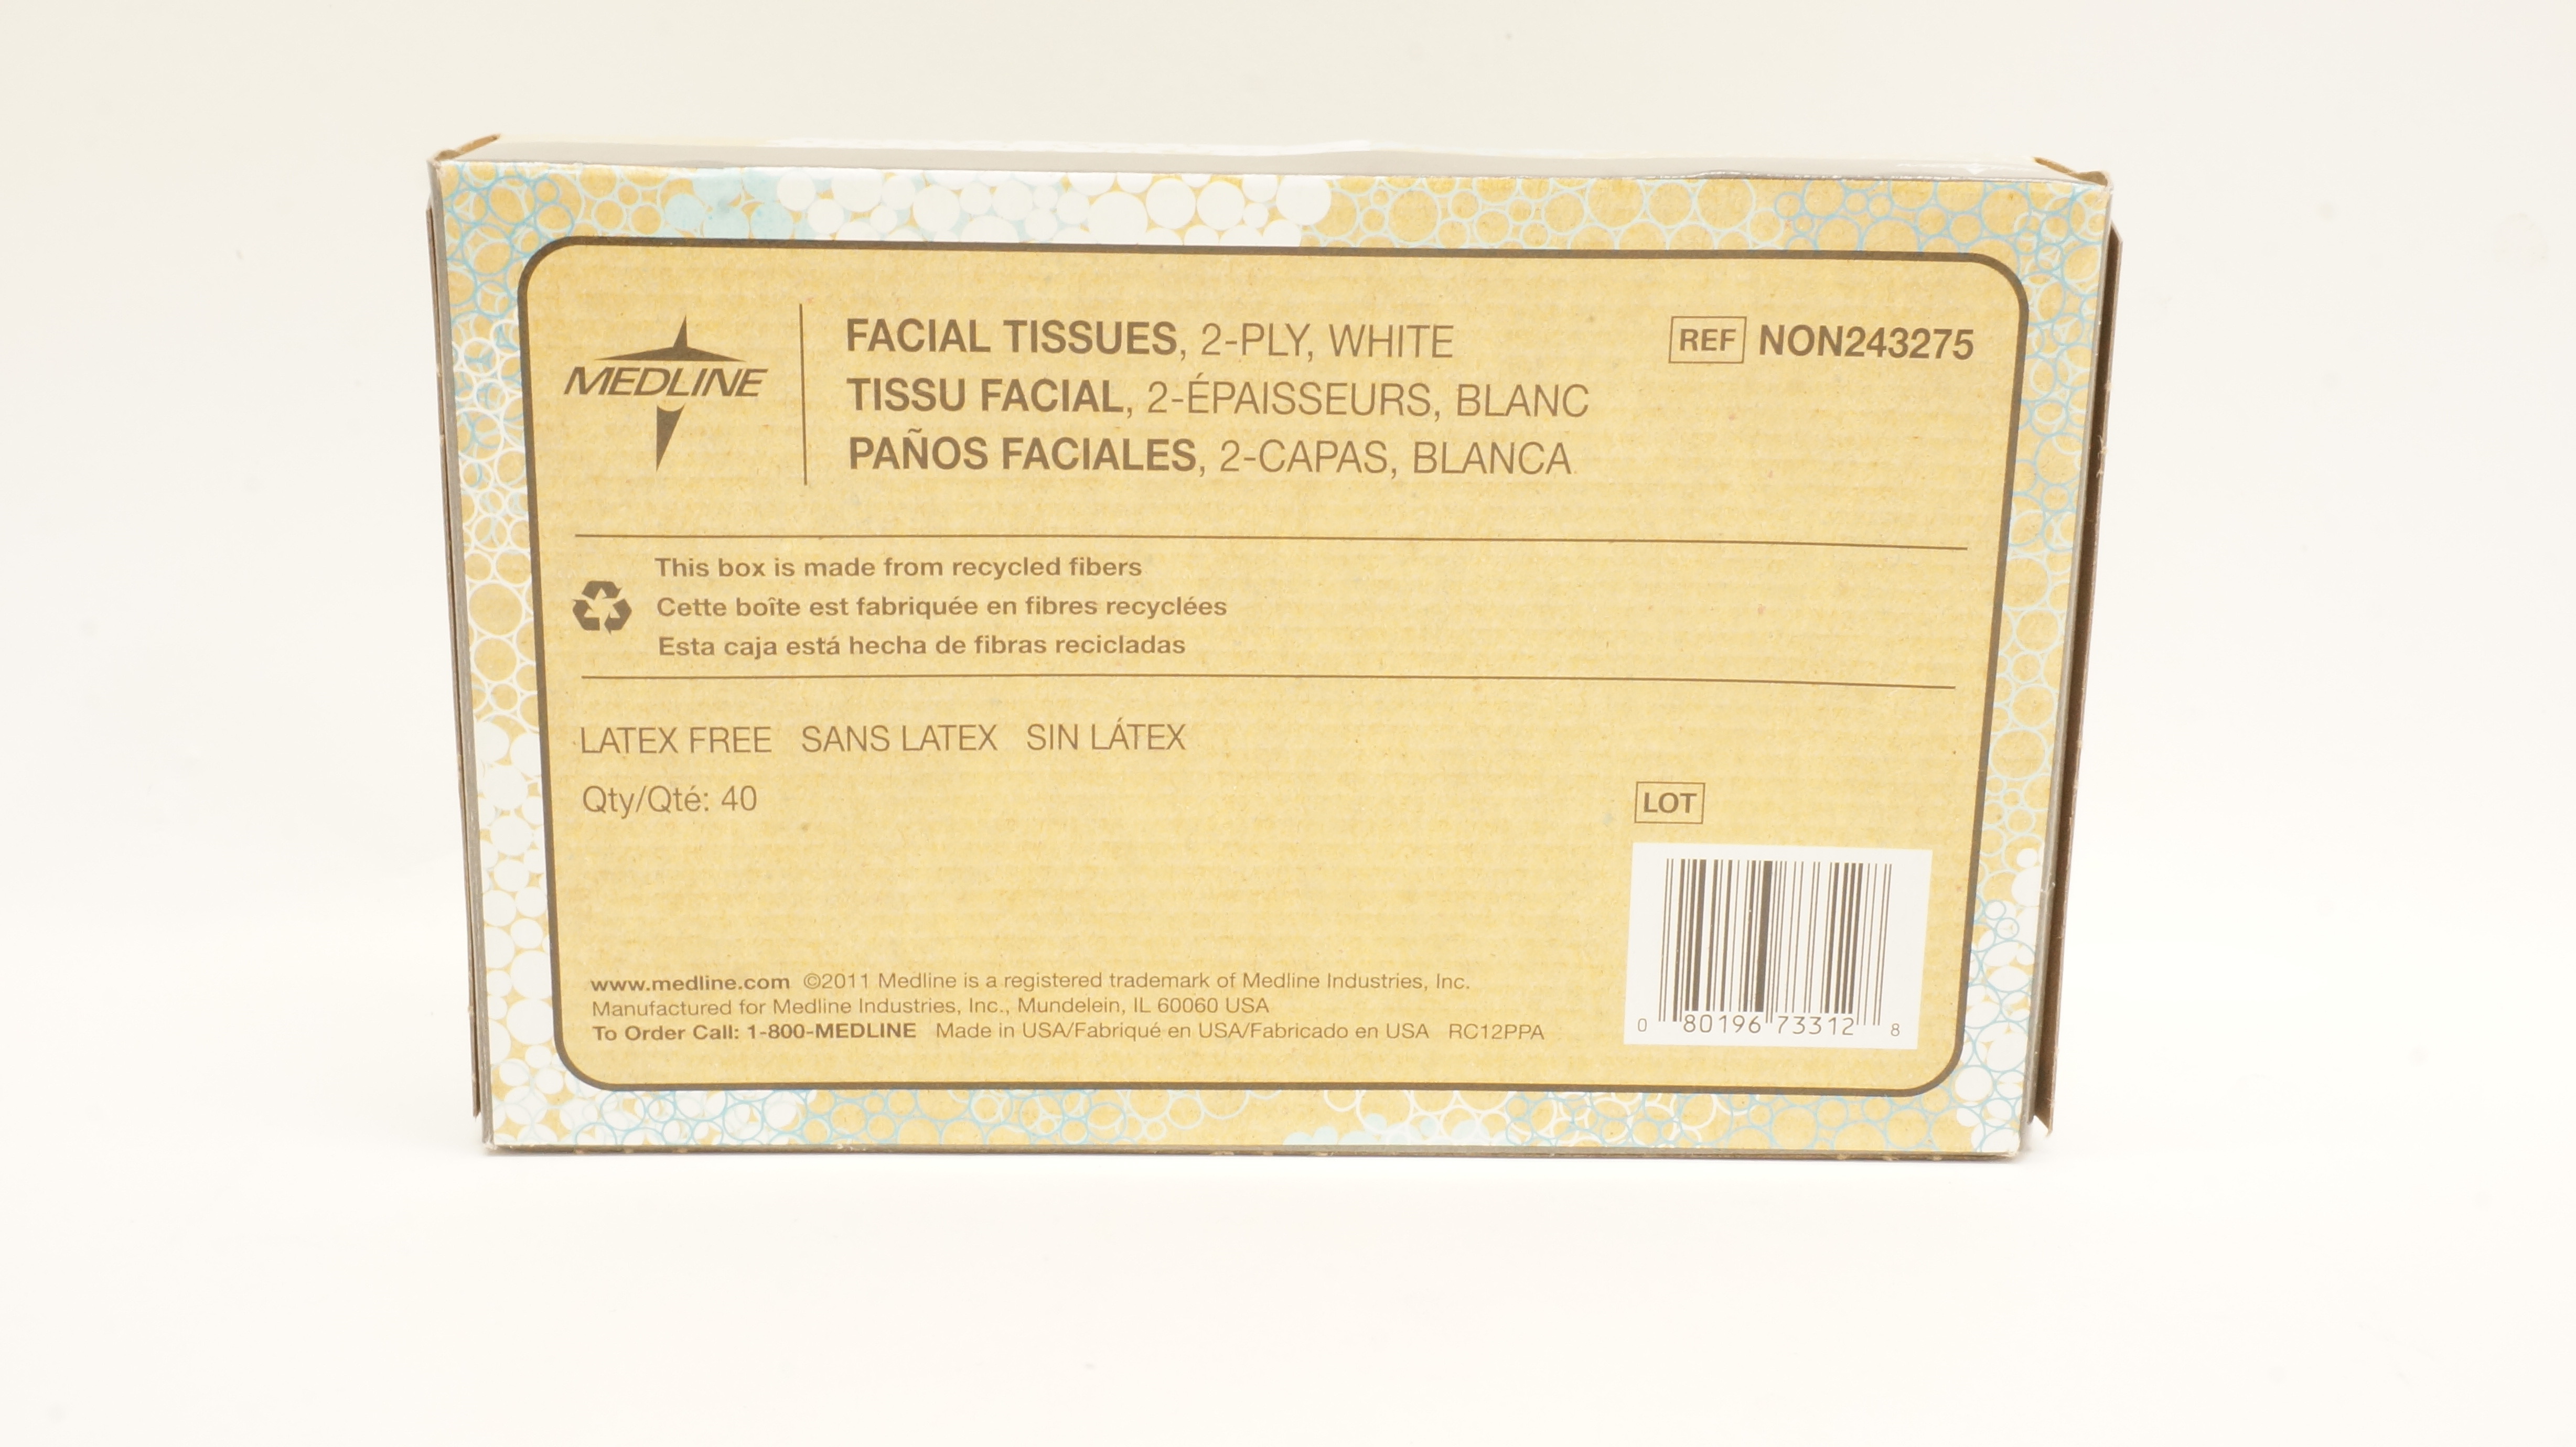 MEDLINE
FACIAL TISSUES, 2-PLY, WHITE
TISSU FACIAL, 2-ÉPAISSEURS, BLANC
PAÑOS FACIALES, 2-CAPAS, BLANCA
REF NON243275
This box is made from recycled fibers
Cette boîte est fabriquée en fibres recyclées
Esta caja está hecha de fibras recicladas
LATEX FREE SANS LATEX SIN LÁTEX
Qty/Qté: 40
LOT
www.medline.com ©2011 Medline is a registered trademark of Medline Industries, Inc.
Manufactured for Medline Industries, Inc., Mundelein, IL 60060 USA
To Order Call: 1-800-MEDLINE Made in USA/Fabriqué en USA/Fabricado en USA RC12PPA
0 80196 73312 8